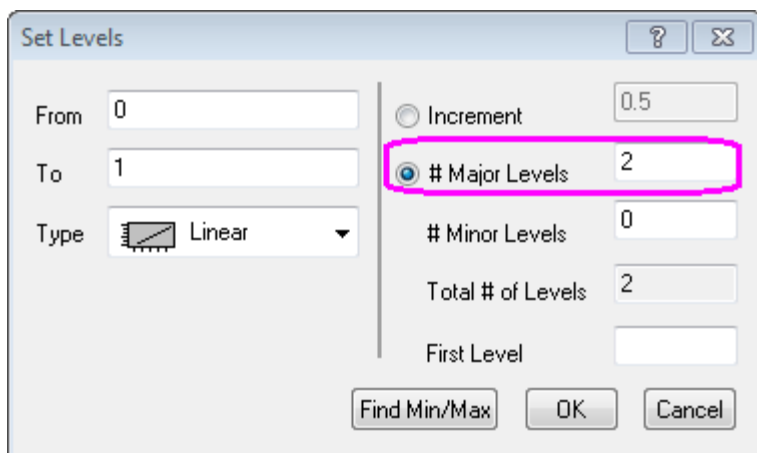 Set Levels
From 0
To 1
Type Linear
Increment 0.5
# Major Levels 2
# Minor Levels 0
Total # of Levels 2
First Level
Find Min/Max OK Cancel